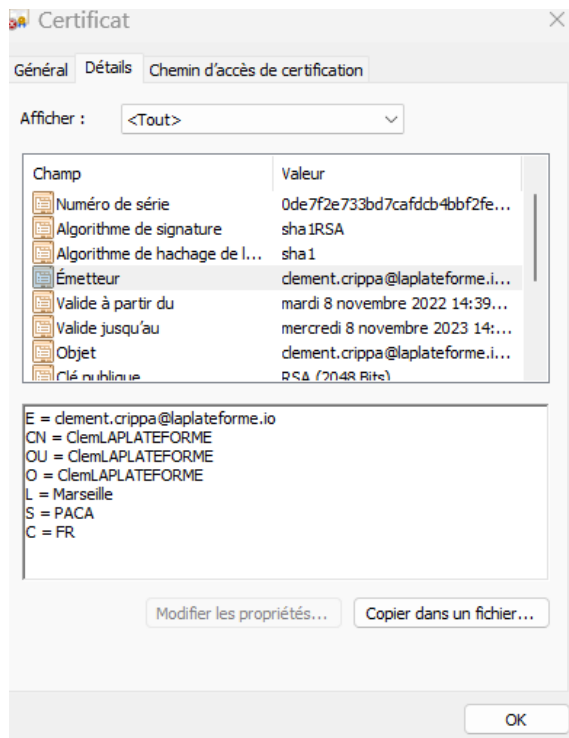 Certificat
Général Détails Chemin d'accès de certification
Afficher : <Tout>
Champ Valeur
Numéro de série 0de7f2e733bd7cafdcb4bbf2fe...
Algorithme de signature sha1RSA
Algorithme de hachage de l... sha1
Émetteur clement.crippa@laplateforme.i...
Valide à partir du mardi 8 novembre 2022 14:39...
Valide jusqu'au mercredi 8 novembre 2023 14:...
Objet clement.crippa@laplateforme.i...
Clé publique RSA (2048 Bits)
E = clement.crippa@laplateforme.io
CN = ClemLAPLATEFORME
OU = ClemLAPLATEFORME
O = ClemLAPLATEFORME
L = Marseille
S = PACA
C = FR
Modifier les propriétés... Copier dans un fichier...
OK